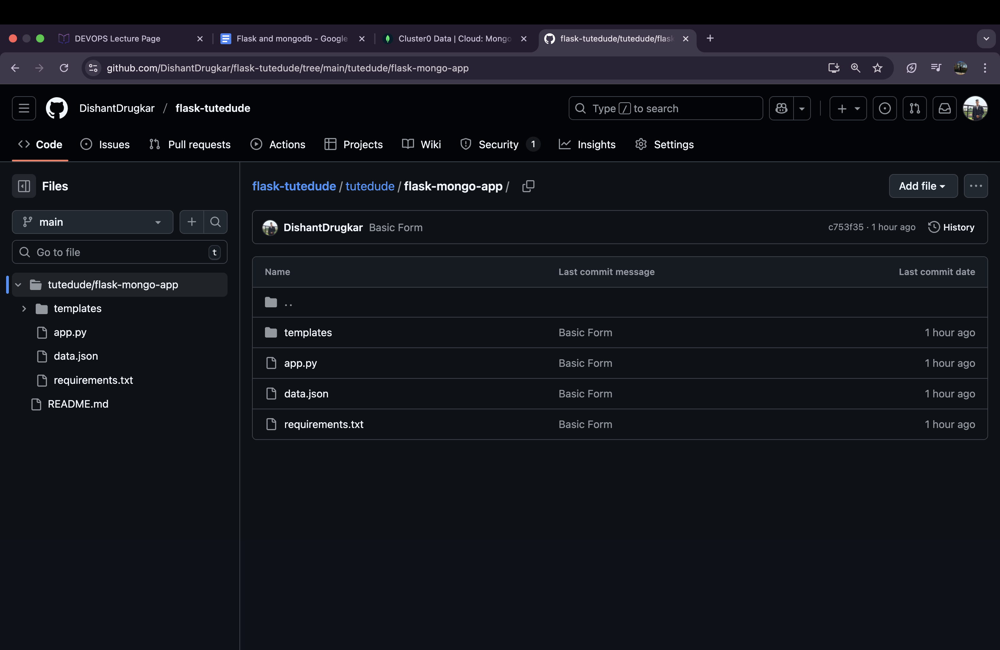 DEVOPS Lecture Page
Flask and mongodb - Google
Cluster0 Data | Cloud: Mongo
flask-tutedude/tutedude/flask
github.com/DishantDrugkar/flask-tutedude/tree/main/tutedude/flask-mongo-app
DishantDrugkar / flask-tutedude
Type / to search
Code
Issues
Pull requests
Actions
Projects
Wiki
Security 1
Insights
Settings
Files
main
Go to file t
tutedude/flask-mongo-app
templates
app.py
data.json
requirements.txt
README.md
flask-tutedude / tutedude / flask-mongo-app /
Add file
DishantDrugkar Basic Form c753f35 · 1 hour ago History
Name Last commit message Last commit date
..
templates Basic Form 1 hour ago
app.py Basic Form 1 hour ago
data.json Basic Form 1 hour ago
requirements.txt Basic Form 1 hour ago